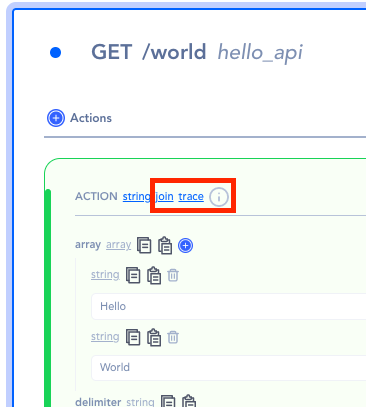 GET /world hello_api
Actions
ACTION string join trace
array array
string
Hello
string
World
delimiter string